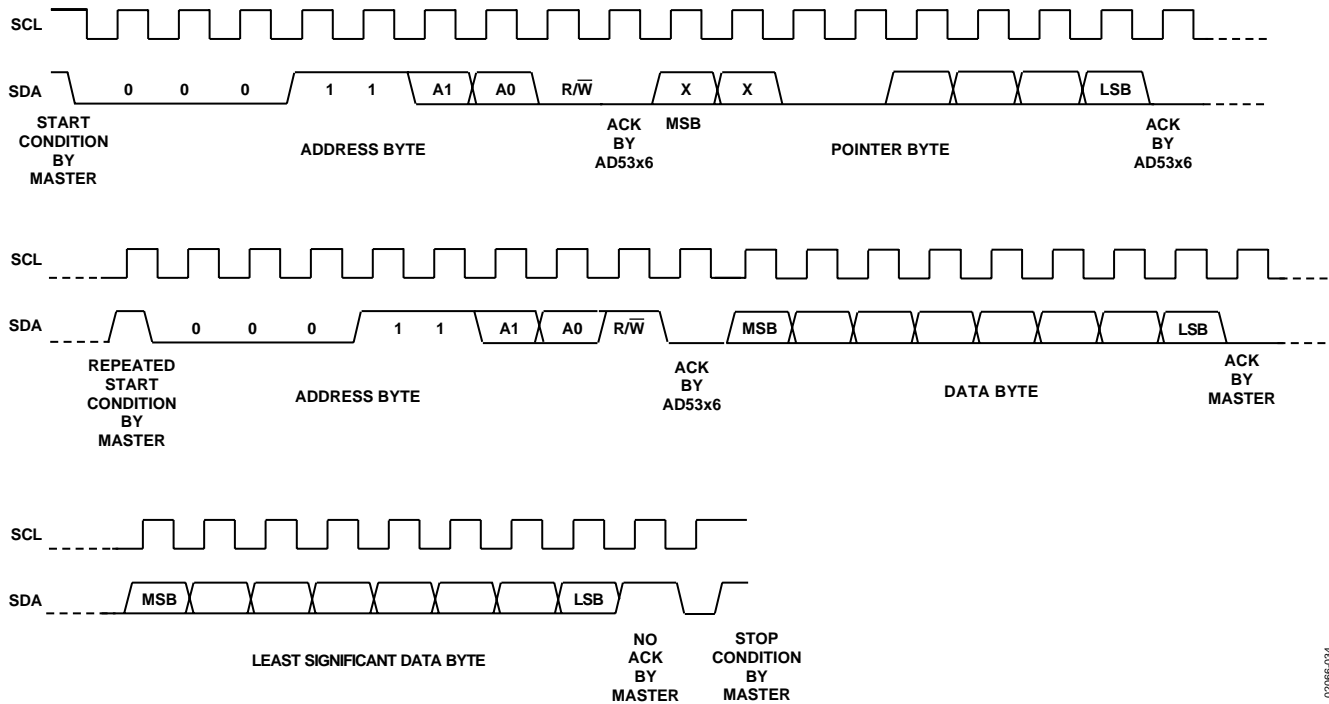 SCL
SDA
0 0 0 1 1 A1 A0 R/W̅ X X LSB
START
CONDITION
BY
MASTER
ADDRESS BYTE
ACK
BY
AD53x6
MSB
POINTER BYTE
ACK
BY
AD53x6
SCL
SDA
0 0 0 1 1 A1 A0 R/W̅ MSB LSB
REPEATED
START
CONDITION
BY
MASTER
ADDRESS BYTE
ACK
BY
AD53x6
DATA BYTE
ACK
BY
MASTER
SCL
SDA
MSB LSB
LEAST SIGNIFICANT DATA BYTE
NO
ACK
BY
MASTER
STOP
CONDITION
BY
MASTER
02066-034